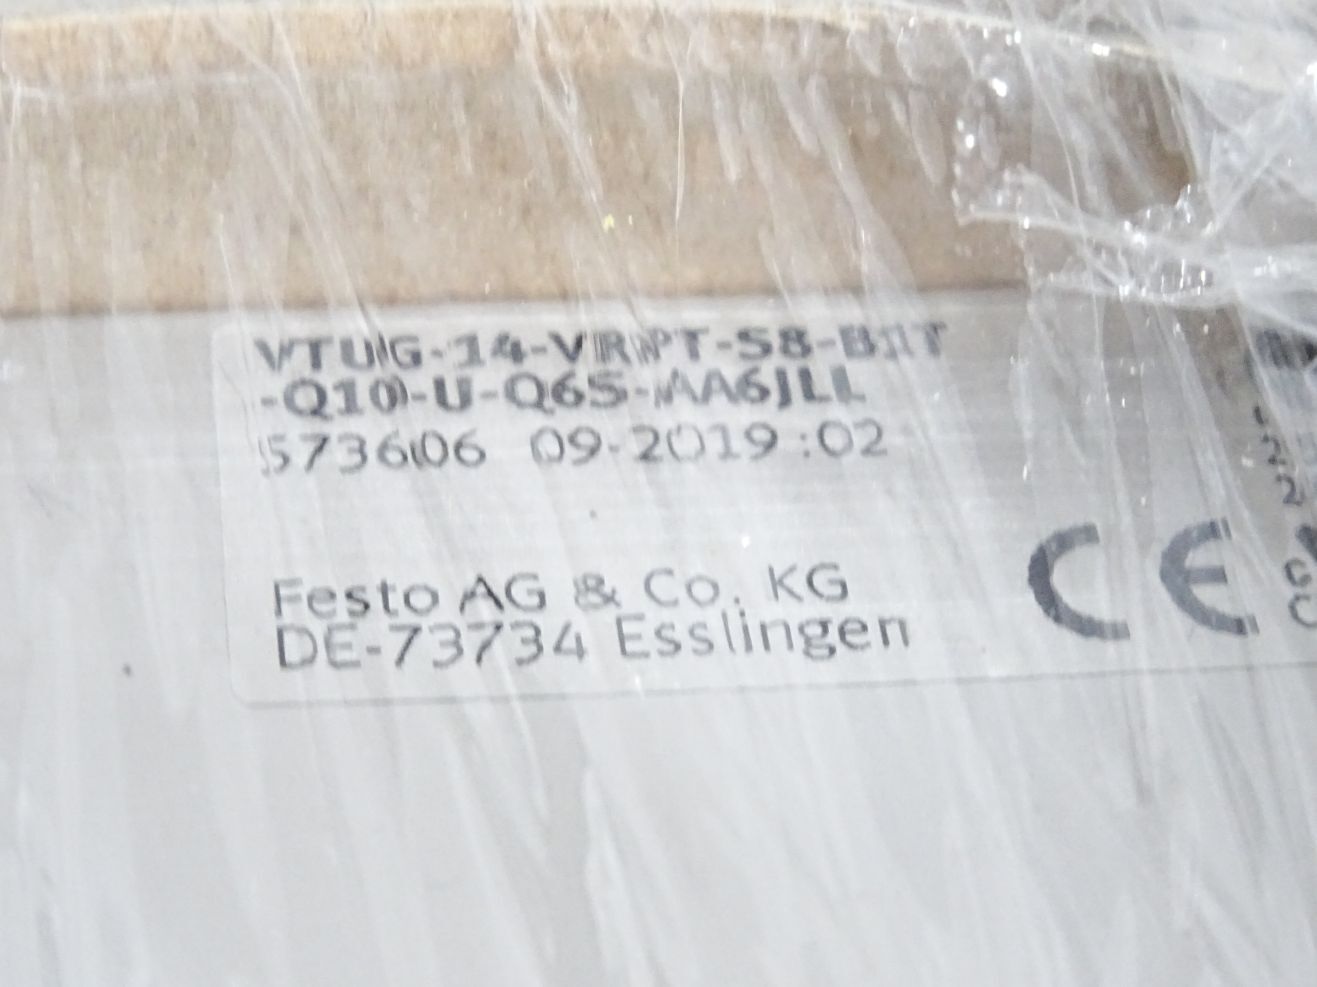 VTUG-14-VRPT-S8-B1T
-Q10-U-Q6S-AA6JLL
573606 09-2019 :02
Festo AG & Co. KG
DE-73734 Esslingen
CE